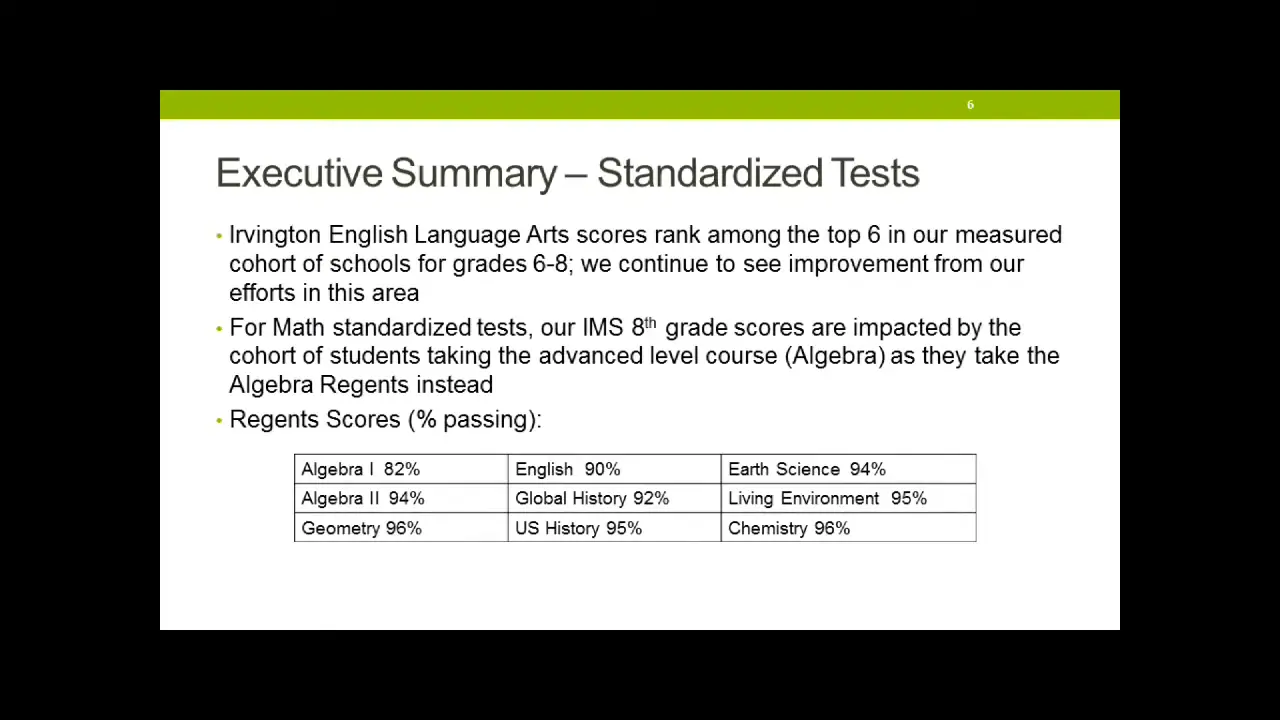 6
Executive Summary – Standardized Tests
• Irvington English Language Arts scores rank among the top 6 in our measured
cohort of schools for grades 6-8; we continue to see improvement from our
efforts in this area
• For Math standardized tests, our IMS 8th grade scores are impacted by the
cohort of students taking the advanced level course (Algebra) as they take the
Algebra Regents instead
• Regents Scores (% passing):
Algebra I 82% English 90% Earth Science 94%
Algebra II 94% Global History 92% Living Environment 95%
Geometry 96% US History 95% Chemistry 96%